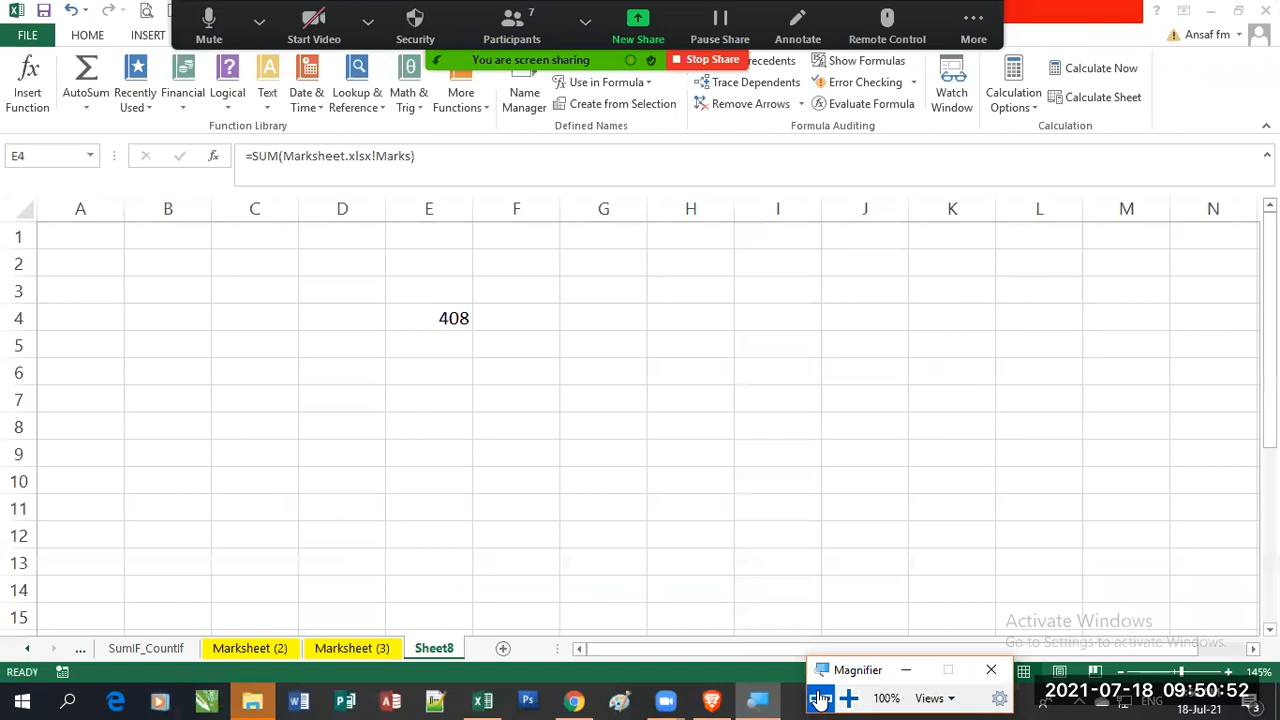 7
Mute
Start Video
Security
Participants
New Share
Pause Share
Remote Control
Annotate
More
You are screen sharing
Stop Share
FILE
HOME
INSERT
Ansaf fm
Insert Function
AutoSum
Recently Used
Financial
Logical
Text
Date & Time
Lookup & Reference
Math & Trig
More Functions
Function Library
Name Manager
Use in Formula
Create from Selection
Defined Names
Trace Dependents
Remove Arrows
Show Formulas
Error Checking
Evaluate Formula
Formula Auditing
Watch Window
Calculation Options
Calculate Now
Calculate Sheet
Calculation
E4
fx
=SUM(Marksheet.xlsx!Marks)
A B C D E F G H I J K L M N
1
2
3
4 408
5
6
7
8
9
10
11
12
13
14
15
Activate Windows
Go to Settings to activate Windows.
... SumIF_CountIf Marksheet (2) Marksheet (3) Sheet8
READY
145%
Magnifier
100% Views
2021-07-18 09:50:52
ENG
18-Jul-21
3